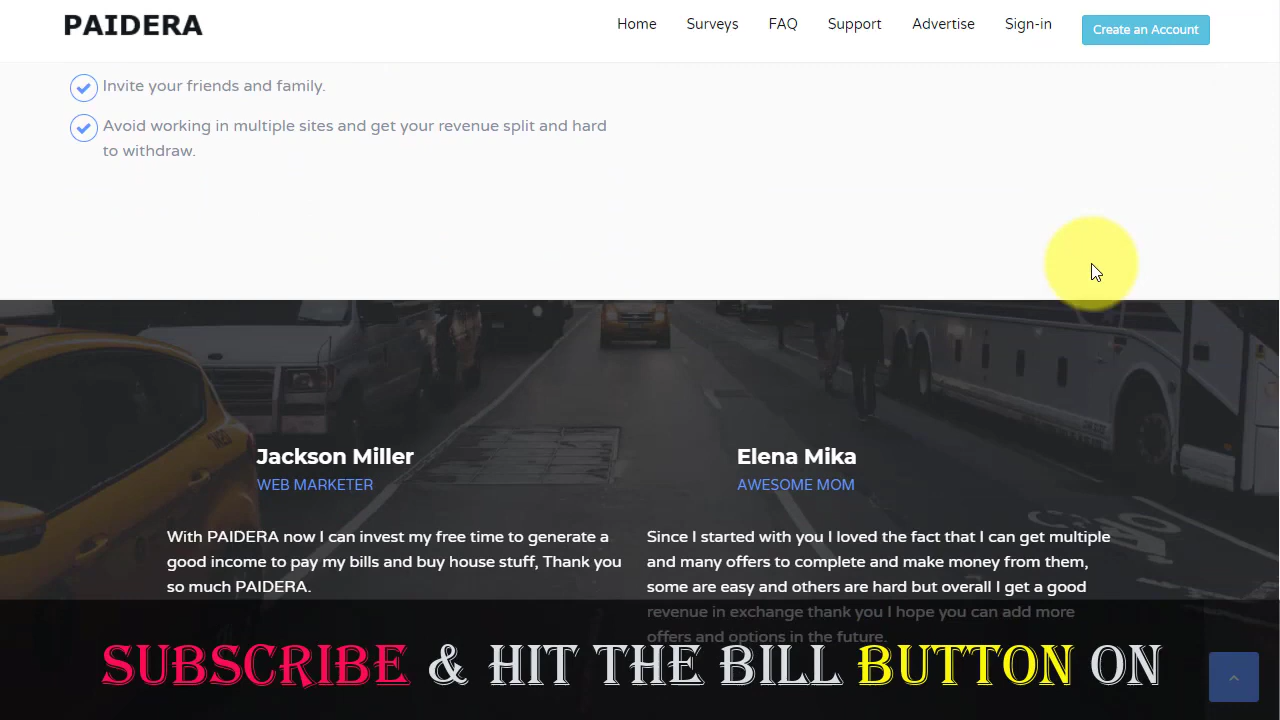 PAIDERA
Home Surveys FAQ Support Advertise Sign-in Create an Account
Invite your friends and family.
Avoid working in multiple sites and get your revenue split and hard
to withdraw.
Jackson Miller
WEB MARKETER
With PAIDERA now I can invest my free time to generate a
good income to pay my bills and buy house stuff, Thank you
so much PAIDERA.
Elena Mika
AWESOME MOM
Since I started with you I loved the fact that I can get multiple
and many offers to complete and make money from them,
some are easy and others are hard but overall I get a good
revenue in exchange thank you I hope you can add more
offers and options in the future.
SUBSCRIBE & HIT THE BILL BUTTON ON